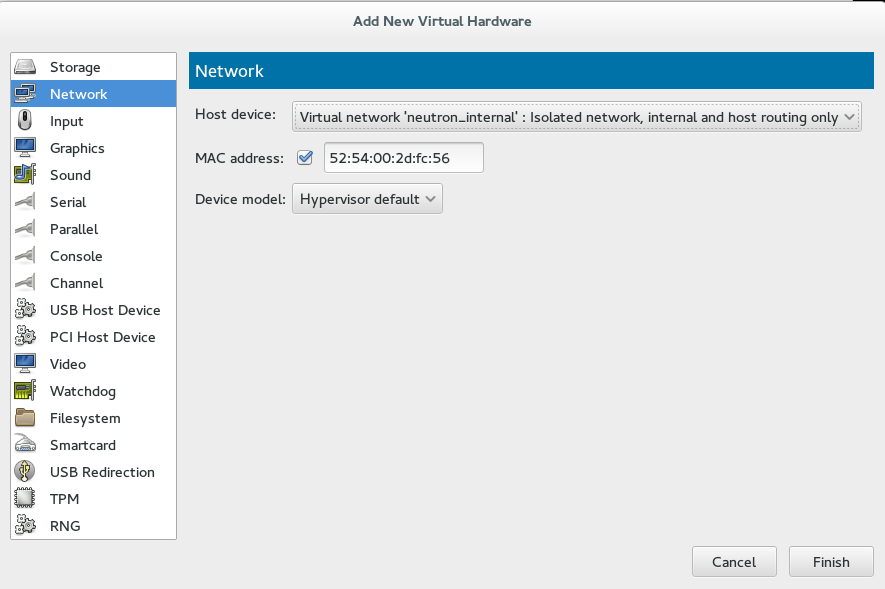 Add New Virtual Hardware
Storage
Network
Input
Graphics
Sound
Serial
Parallel
Console
Channel
USB Host Device
PCI Host Device
Video
Watchdog
Filesystem
Smartcard
USB Redirection
TPM
RNG
Network
Host device: Virtual network 'neutron_internal' : Isolated network, internal and host routing only
MAC address: 52:54:00:2d:fc:56
Device model: Hypervisor default
Cancel Finish